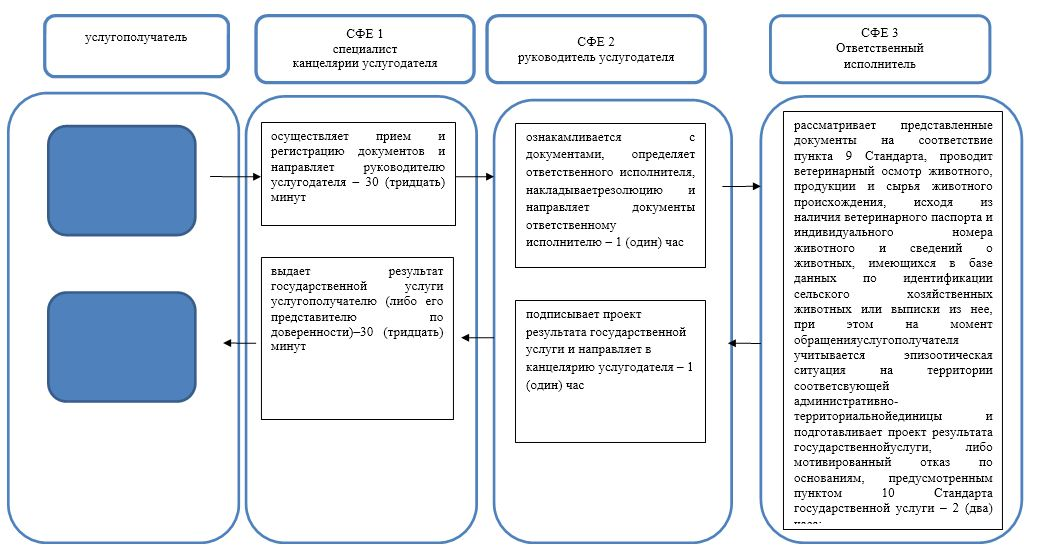 услугополучатель
СФЕ 1
специалист
канцелярии услугодателя
СФЕ 2
руководитель услугодателя
СФЕ 3
Ответственный
исполнитель
осуществляет прием и
регистрацию документов и
направляет руководителю
услугодателя – 30 (тридцать)
минут
выдает результат
государственной услуги
услугополучателю (либо его
представителю по
доверенности)–30 (тридцать)
минут
ознакамливается с
документами, определяет
ответственного исполнителя,
накладываетрезолюцию и
направляет документы
ответственному
исполнителю – 1 (один) час
подписывает проект
результата государственной
услуги и направляет в
канцелярию услугодателя – 1
(один) час
рассматривает представленные
документы на соответствие
пункта 9 Стандарта, проводит
ветеринарный осмотр животного,
продукции и сырья животного
происхождения, исходя из
наличия ветеринарного паспорта и
индивидуального номера
животного и сведений о
животных, имеющихся в базе
данных по идентификации
сельского хозяйственных
животных или выписки из нее,
при этом на момент
обращенияуслугополучателя
учитывается эпизоотическая
ситуация на территории
соответсвующей
административно-
территориальнойединицы и
подготавливает проект результата
государственнойуслуги, либо
мотивированный отказ по
основаниям, предусмотренным
пунктом 10 Стандарта
государственной услуги – 2 (два)